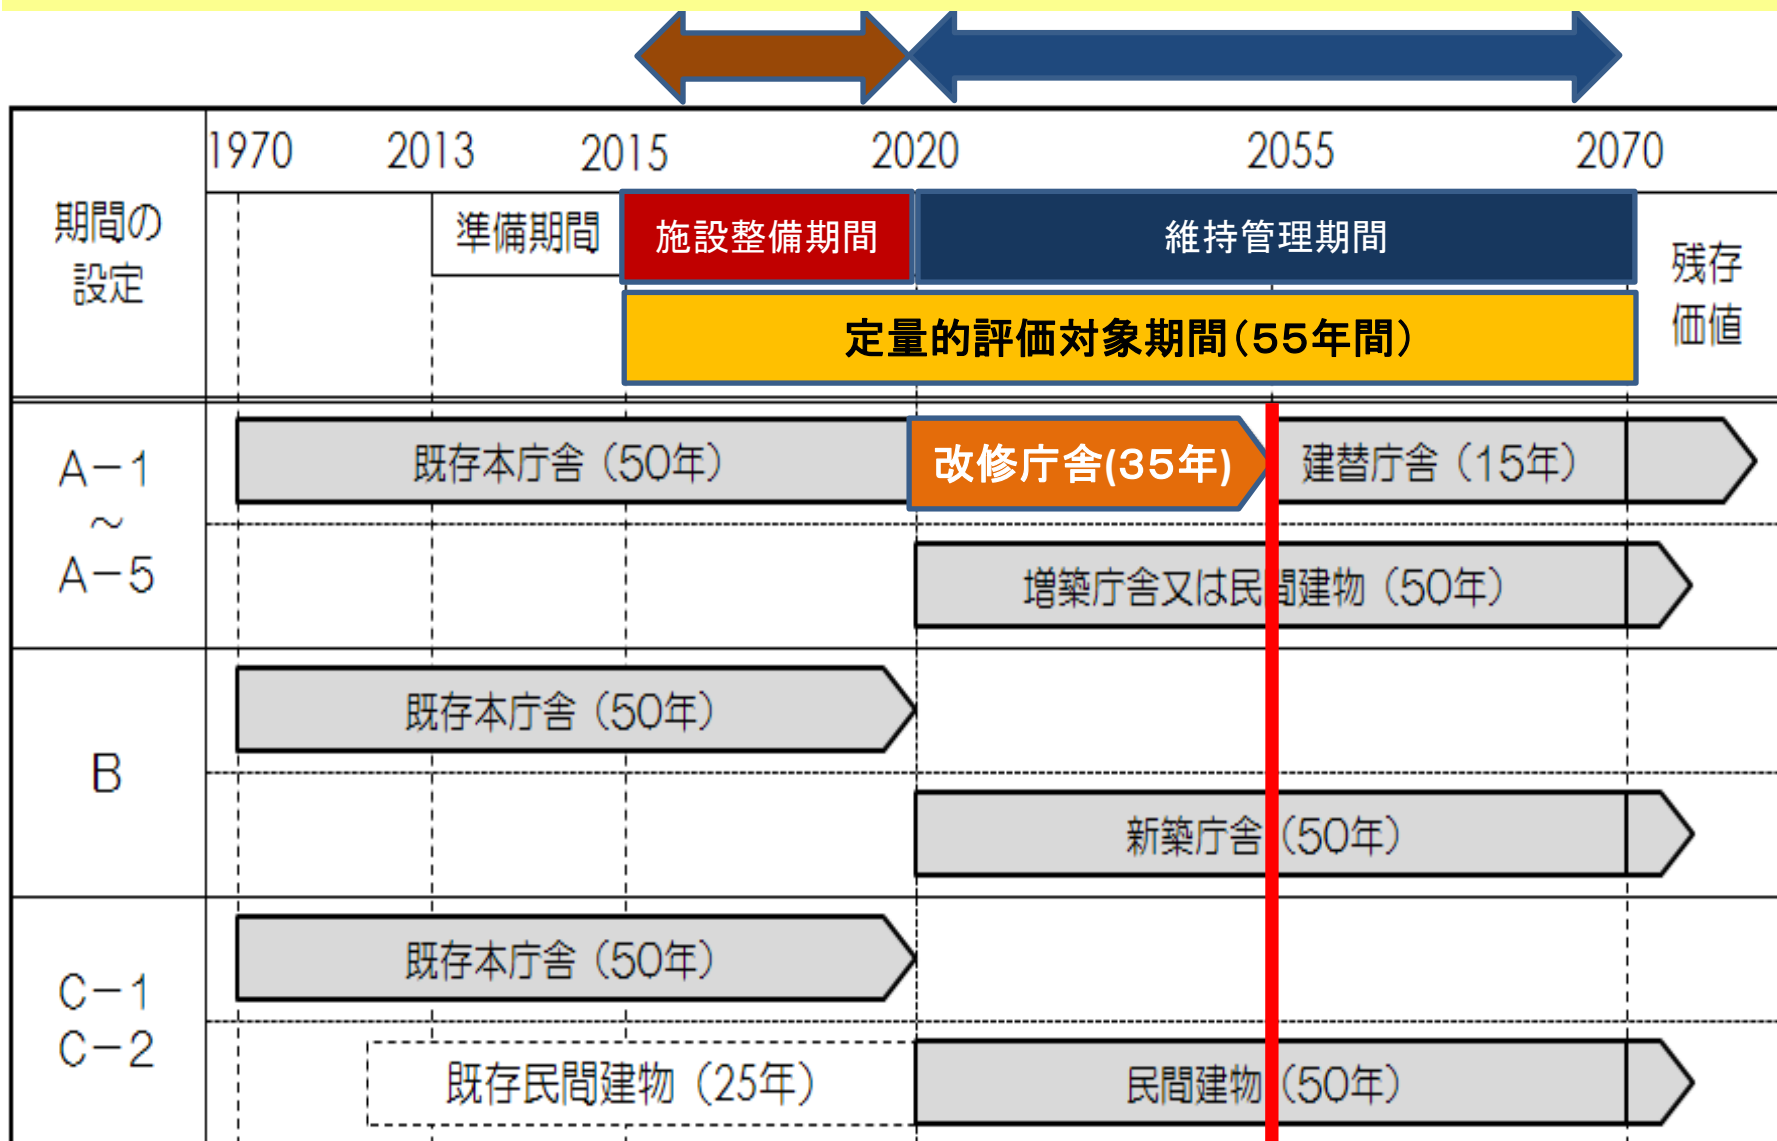 1970 2013 2015 2020 2055 2070
期間の
設定
準備期間 施設整備期間 維持管理期間
残存
価値
定量的評価対象期間(55年間)
A-1
~
A-5
既存本庁舎(50年) 改修庁舎(35年) 建替庁舎(15年)
増築庁舎又は民間建物(50年)
B
既存本庁舎(50年)
新築庁舎(50年)
C-1
C-2
既存本庁舎(50年)
既存民間建物(25年) 民間建物(50年)